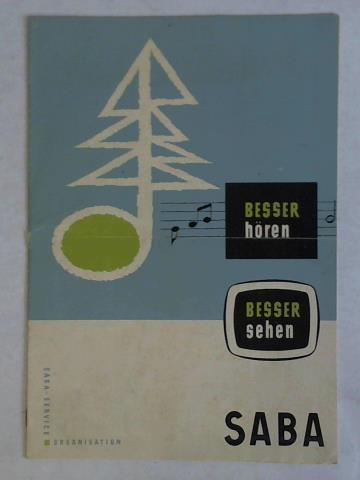 BESSER
hören
BESSER
sehen
SABA-SERVICE
ORGANISATION
SABA